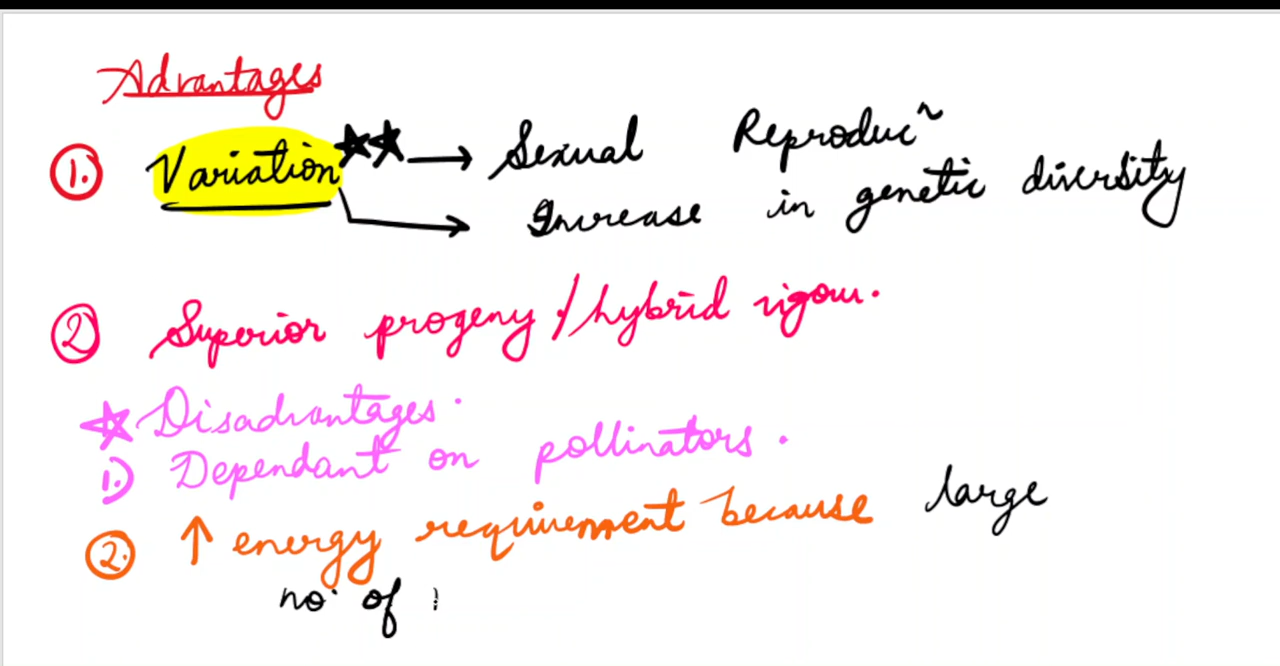 Advantages
1. Variation ★★ → Sexual Reproducⁿ
→ Increase in genetic diversity
2 Superior progeny / hybrid vigour.
☆ Disadvantages.
1. Dependant on pollinators.
2. ↑ energy requirement because large
no. of